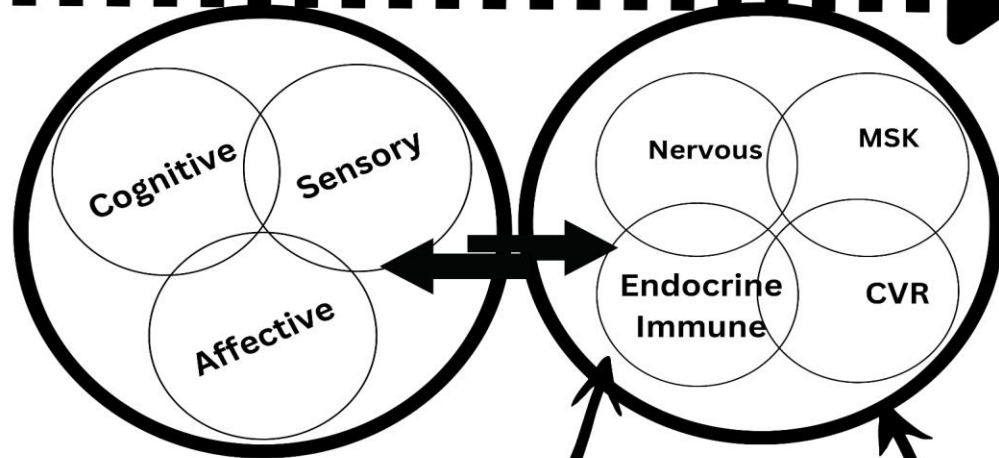 Cognitive
Sensory
Affective
Nervous
MSK
Endocrine
Immune
CVR